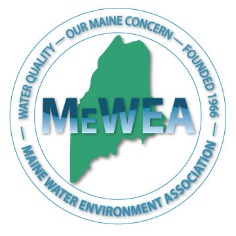 WATER QUALITY — OUR MAINE CONCERN — FOUNDED 1966
MeWEA
MAINE WATER ENVIRONMENT ASSOCIATION